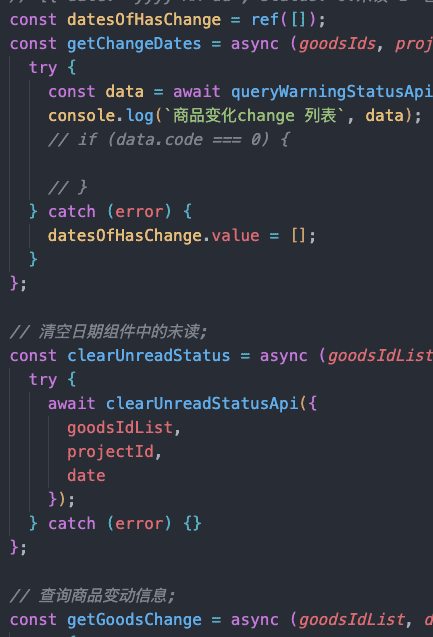 const datesOfHasChange = ref([]);
const getChangeDates = async (goodsIds, proj
try {
const data = await queryWarningStatusApi
console.log(`商品变化change 列表`, data);
// if (data.code === 0) {
// }
} catch (error) {
datesOfHasChange.value = [];
}
};
// 清空日期组件中的未读;
const clearUnreadStatus = async (goodsIdList
try {
await clearUnreadStatusApi({
goodsIdList,
projectId,
date
});
} catch (error) {}
};
// 查询商品变动信息;
const getGoodsChange = async (goodsIdList, d